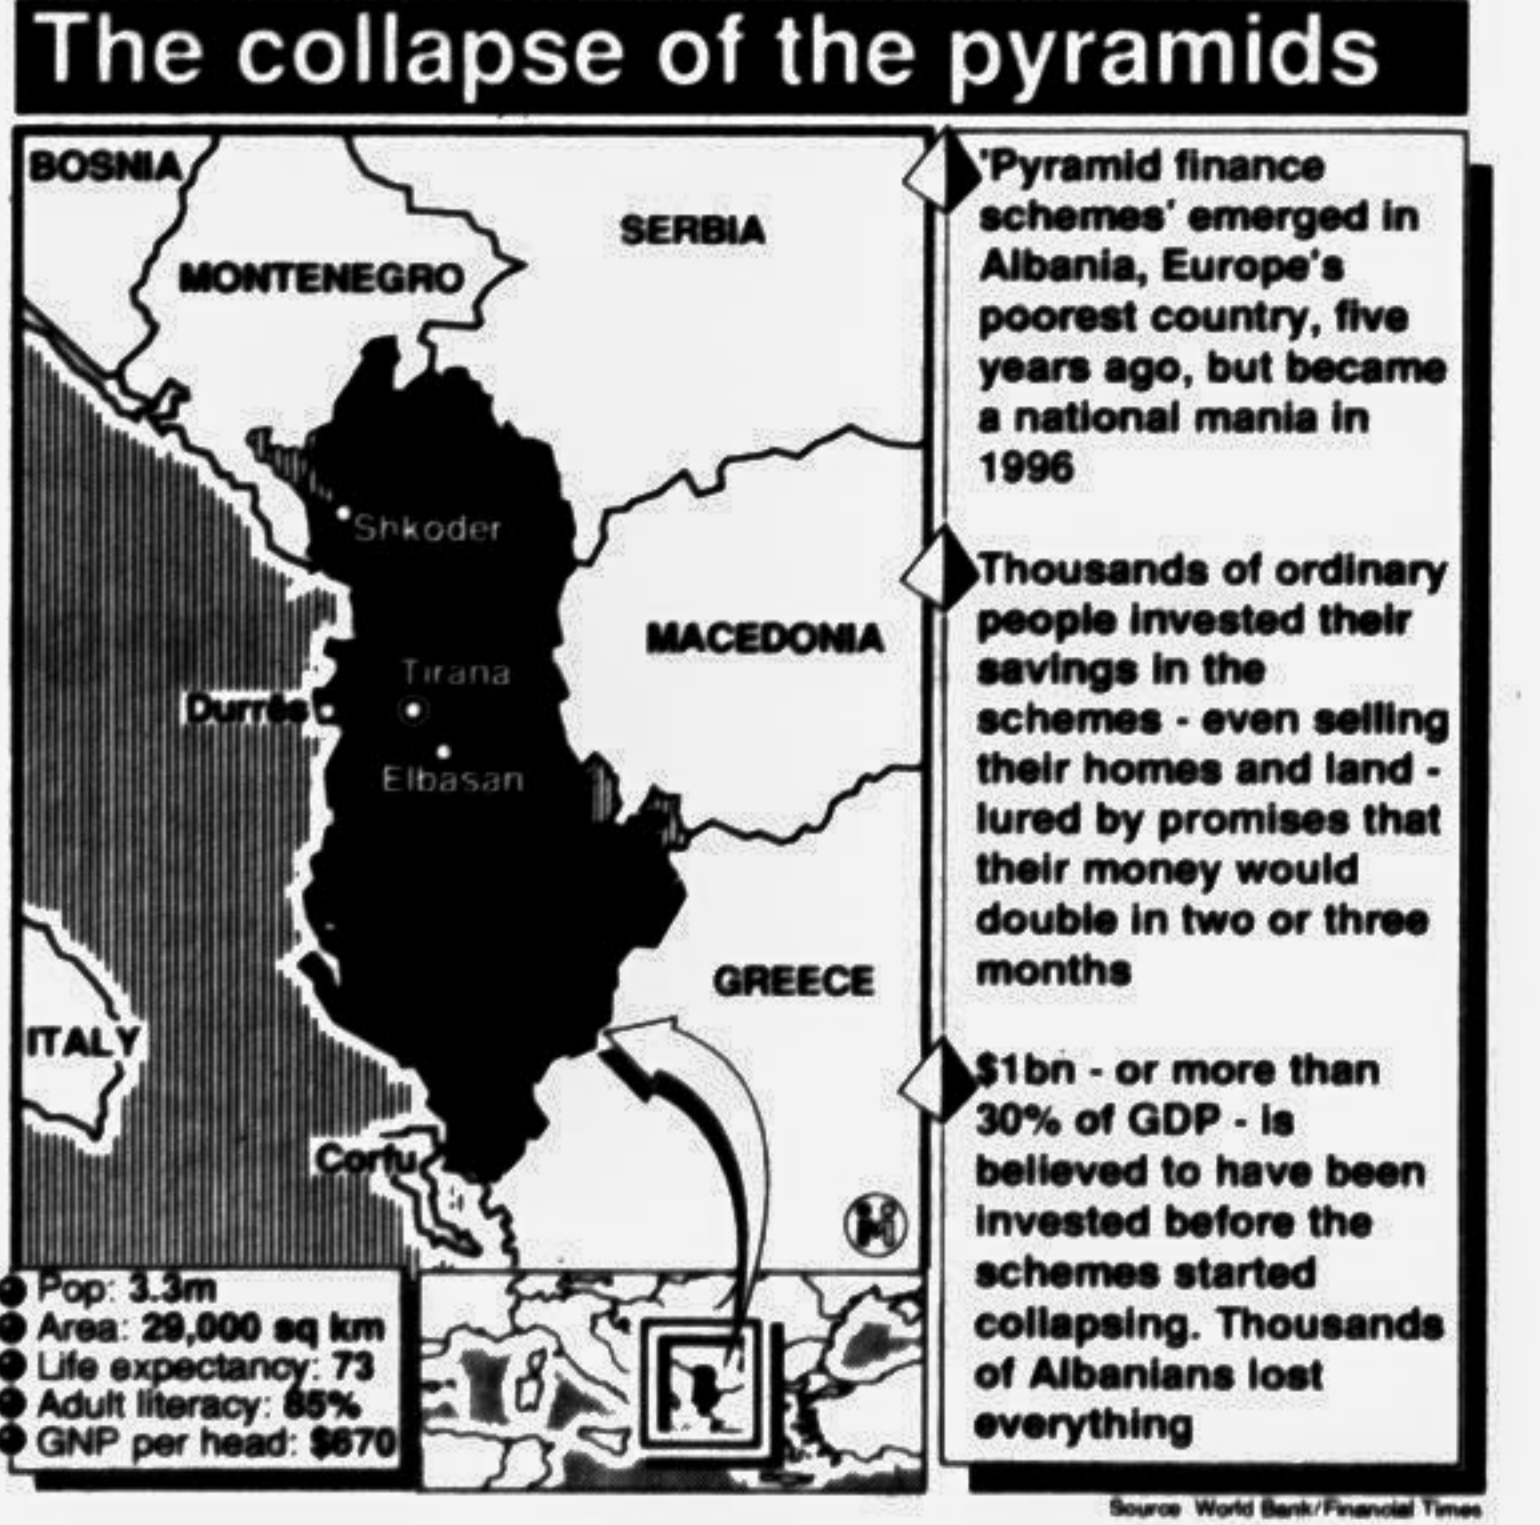 The collapse of the pyramids
BOSNIA
SERBIA
MONTENEGRO
Shkoder
MACEDONIA
Tirana
Durrës
Elbasan
GREECE
ITALY
Corfu
Pop: 3.3m
Area: 29,000 sq km
Life expectancy: 73
Adult literacy: 85%
GNP per head: $670
'Pyramid finance
schemes' emerged in
Albania, Europe's
poorest country, five
years ago, but became
a national mania in
1996
Thousands of ordinary
people invested their
savings in the
schemes - even selling
their homes and land -
lured by promises that
their money would
double in two or three
months
$1bn - or more than
30% of GDP - is
believed to have been
invested before the
schemes started
collapsing. Thousands
of Albanians lost
everything
Source World Bank/Financial Times